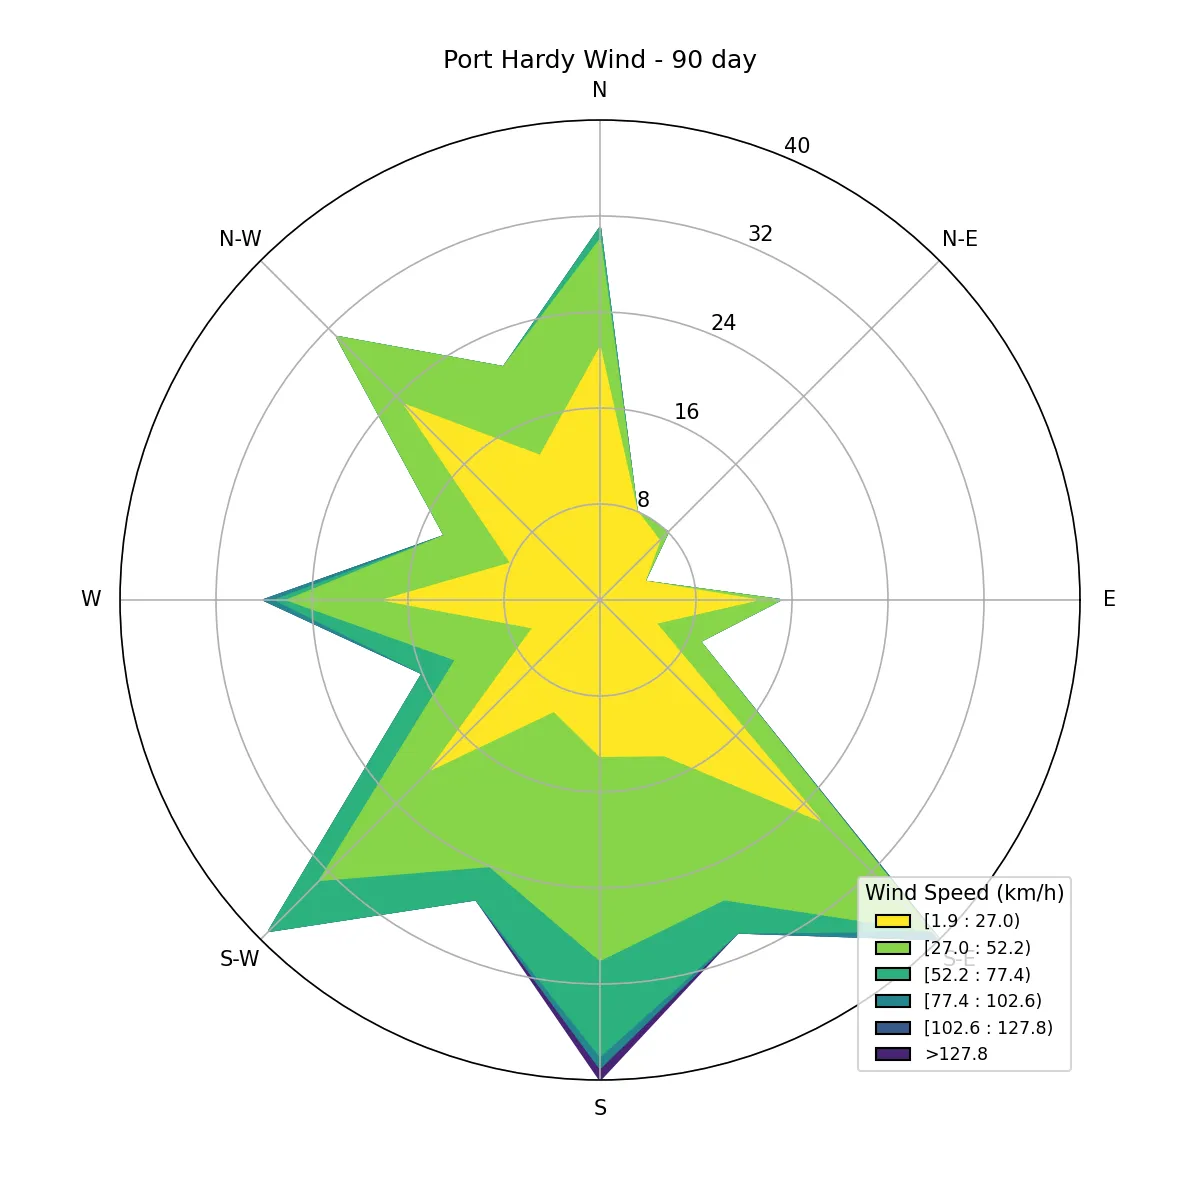 Port Hardy Wind - 90 day
N
40
N-W
32
N-E
24
16
8
W
E
Wind Speed (km/h)
[1.9 : 27.0)
[27.0 : 52.2)
S-W
S-E
[52.2 : 77.4)
[77.4 : 102.6)
[102.6 : 127.8)
>127.8
S